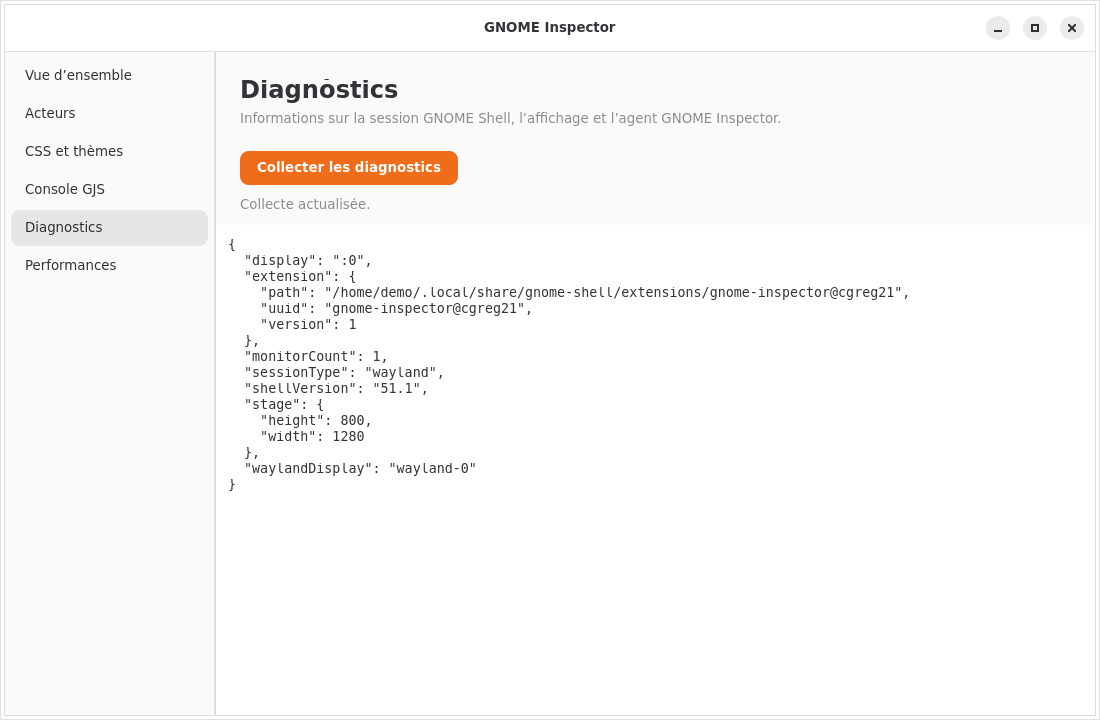 GNOME Inspector
Vue d’ensemble
Acteurs
CSS et thèmes
Console GJS
Diagnostics
Performances
Diagnostics
Informations sur la session GNOME Shell, l’affichage et l’agent GNOME Inspector.
Collecter les diagnostics
Collecte actualisée.
{
  "display": ":0",
  "extension": {
    "path": "/home/demo/.local/share/gnome-shell/extensions/gnome-inspector@cgreg21",
    "uuid": "gnome-inspector@cgreg21",
    "version": 1
  },
  "monitorCount": 1,
  "sessionType": "wayland",
  "shellVersion": "51.1",
  "stage": {
    "height": 800,
    "width": 1280
  },
  "waylandDisplay": "wayland-0"
}